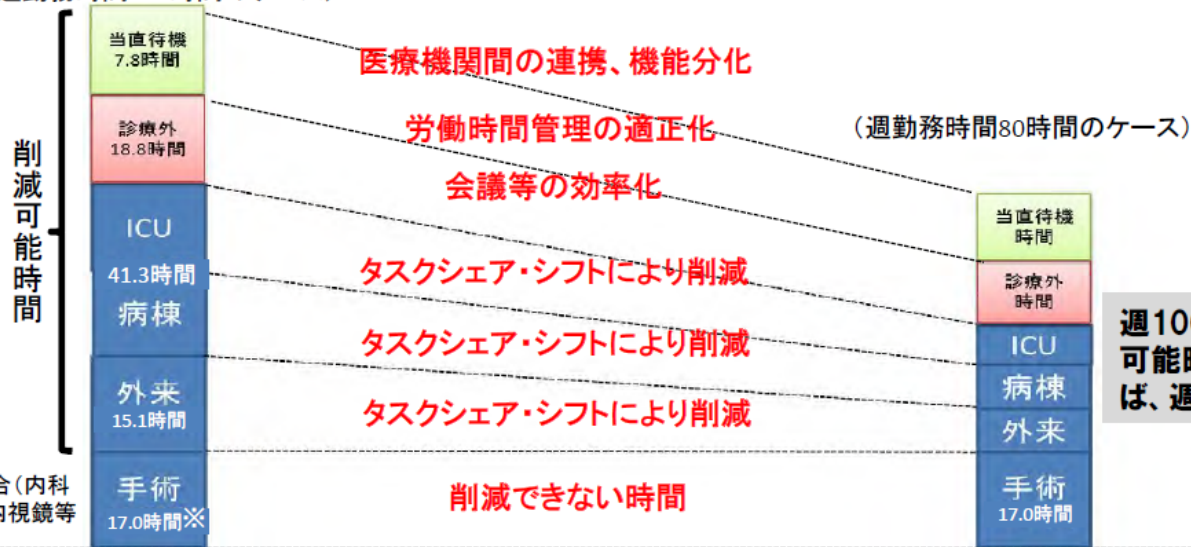 当直待機
7.8時間
診療外
18.8時間
ICU
41.3時間
病棟
外来
15.1時間
手術
17.0時間※
削減可能時間
合(内科
視鏡等
医療機関間の連携、機能分化
労働時間管理の適正化
会議等の効率化
タスクシェア・シフトにより削減
タスクシェア・シフトにより削減
タスクシェア・シフトにより削減
削減できない時間
(週勤務時間80時間のケース)
当直待機
時間
診療外
時間
ICU
病棟
外来
手術
17.0時間
週10
可能
ば、週